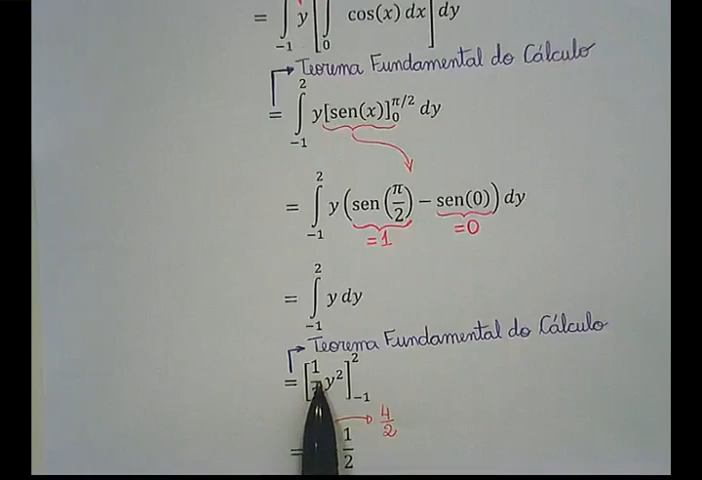 = ∫_{-1} y [ ∫_0 cos(x) dx ] dy
Teorema Fundamental do Cálculo
= ∫_{-1}^{2} y[sen(x)]_0^{π/2} dy
= ∫_{-1}^{2} y (sen(π/2) − sen(0)) dy
=1 =0
= ∫_{-1}^{2} y dy
Teorema Fundamental do Cálculo
= [1 y²]_{-1}^{2}
4/2
= 1/2